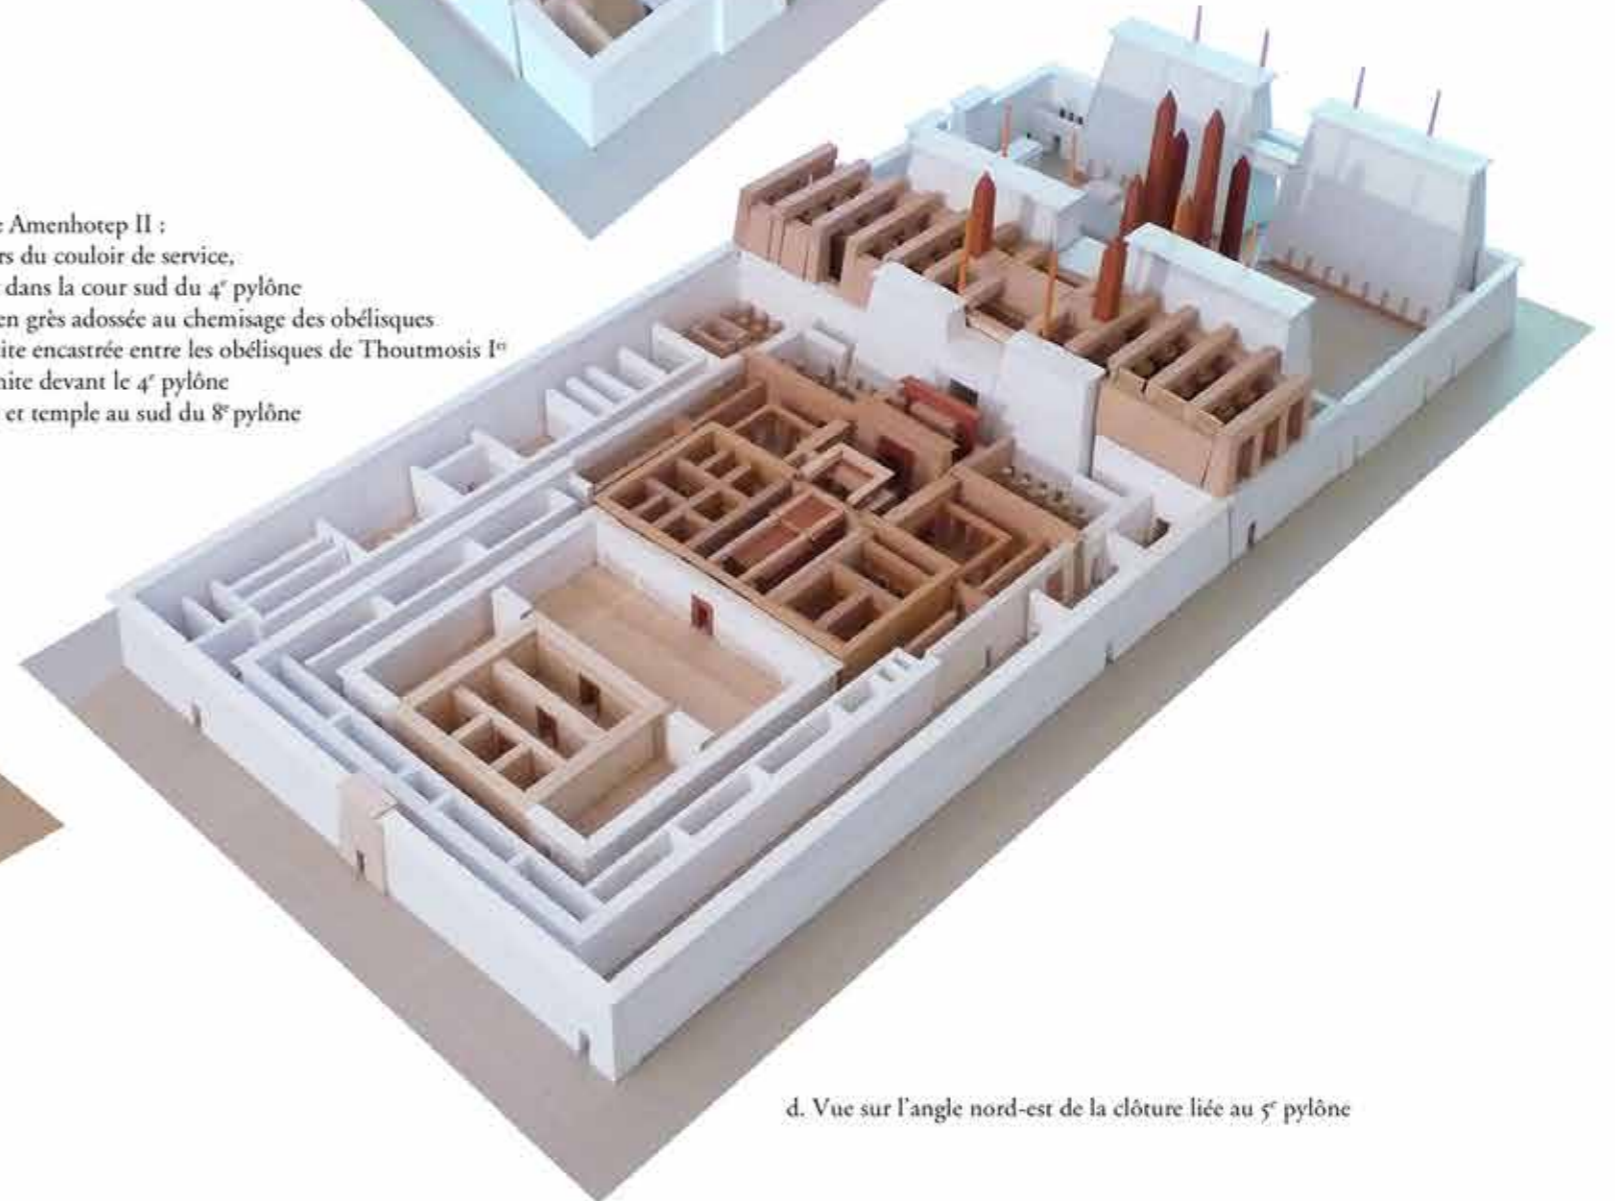 : Amenhotep II :
rs du couloir de service,
dans la cour sud du 4e pylône
en grès adossée au chemisage des obélisques
ite encastrée entre les obélisques de Thoutmosis Ier
nite devant le 4e pylône
et temple au sud du 8e pylône
d. Vue sur l'angle nord-est de la clôture liée au 5e pylône